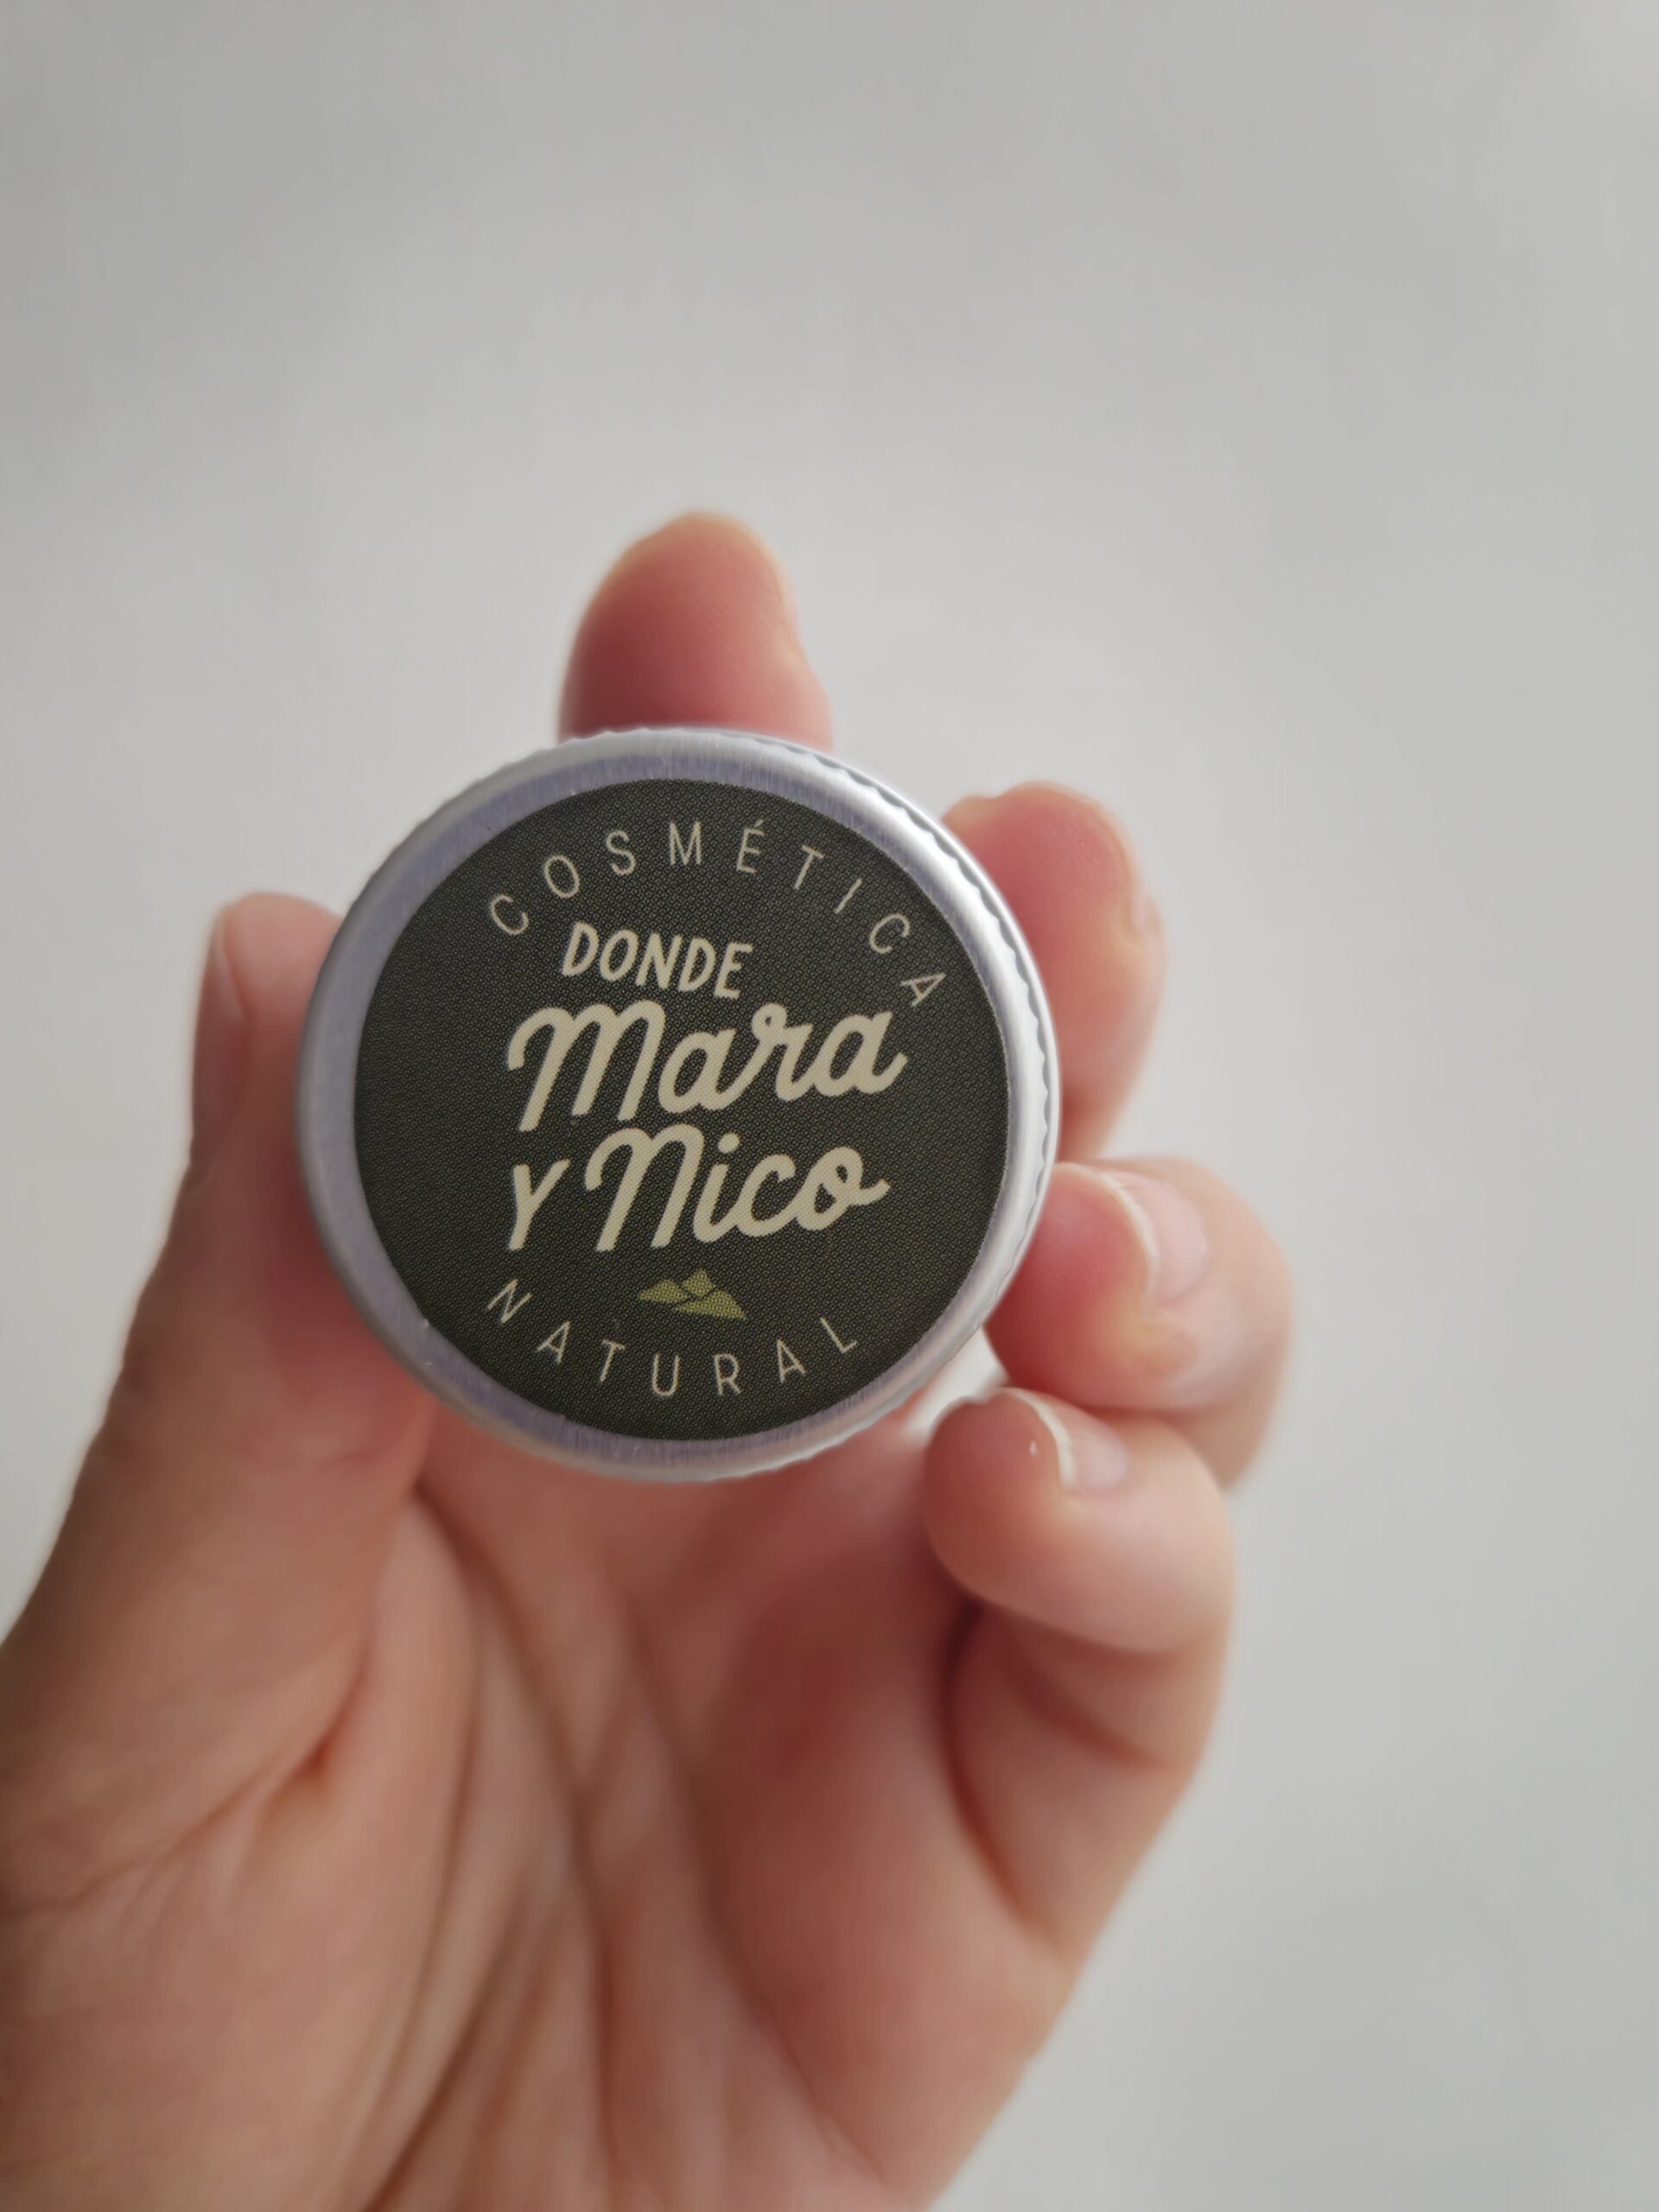 COSMÉTICA
DONDE
Mara
Y Nico
NATURAL